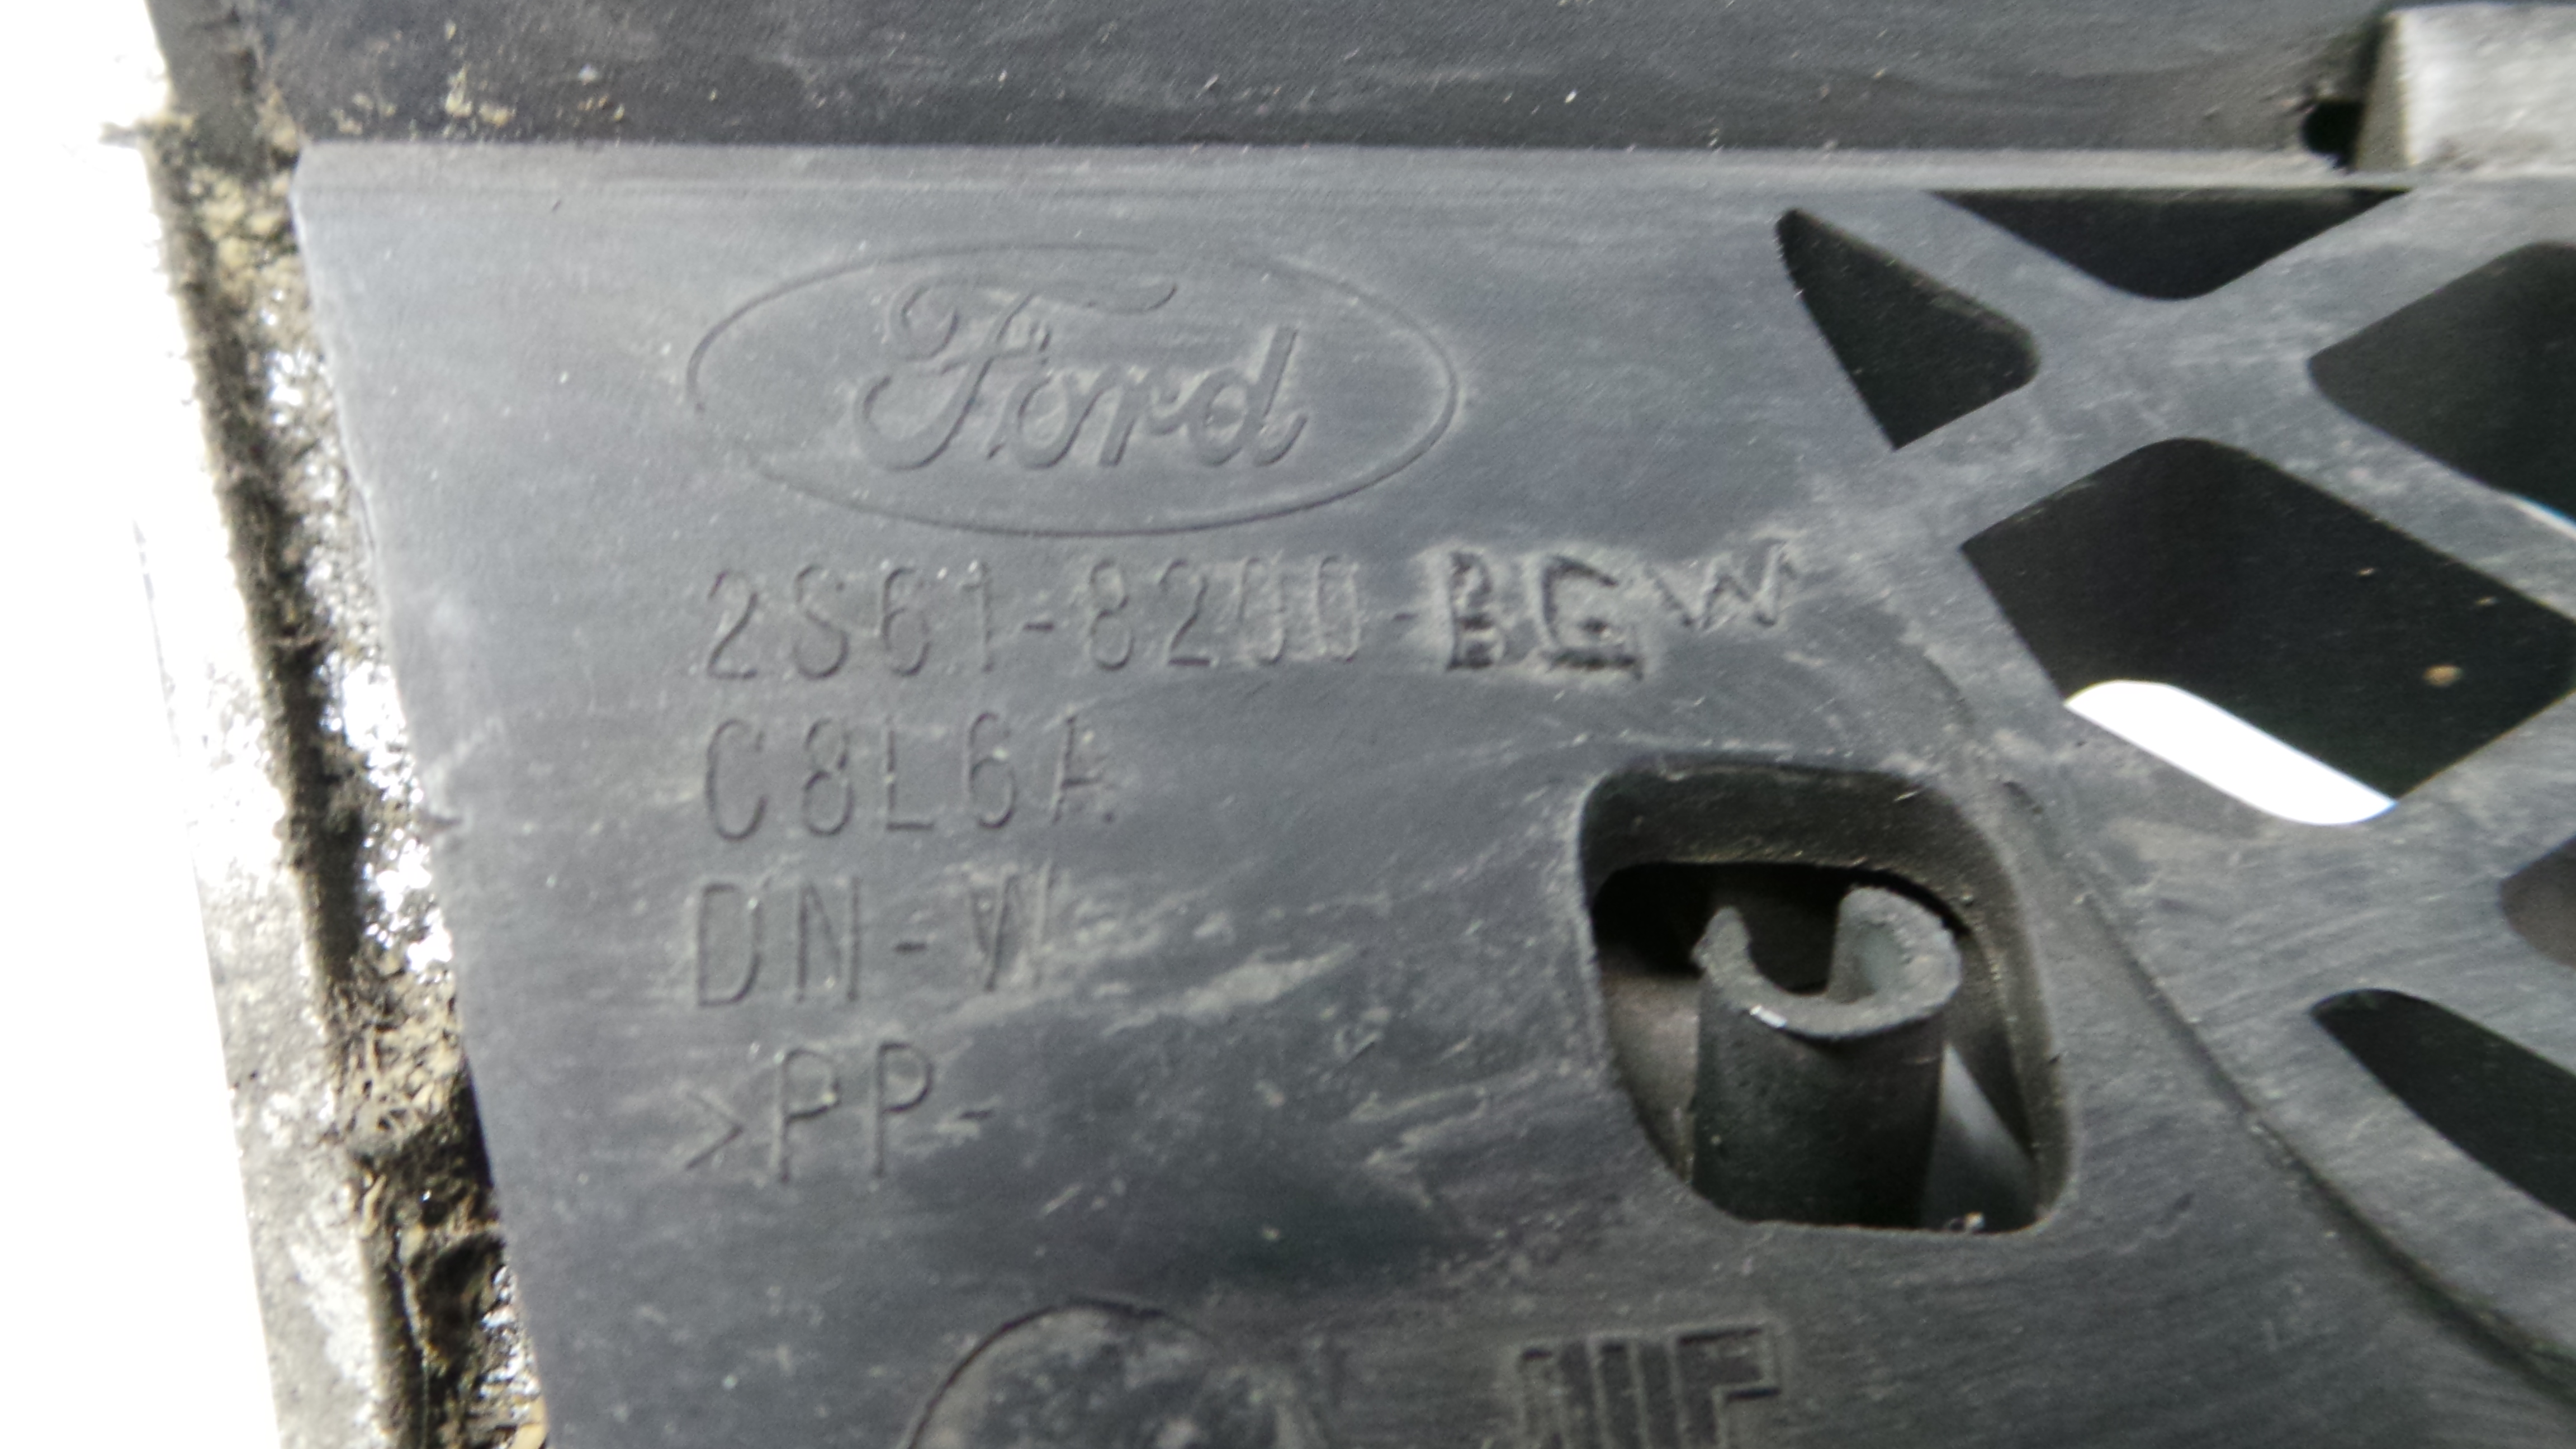 Ford
2S61-8200-BGW
C8L6A
DN-W
>PP-